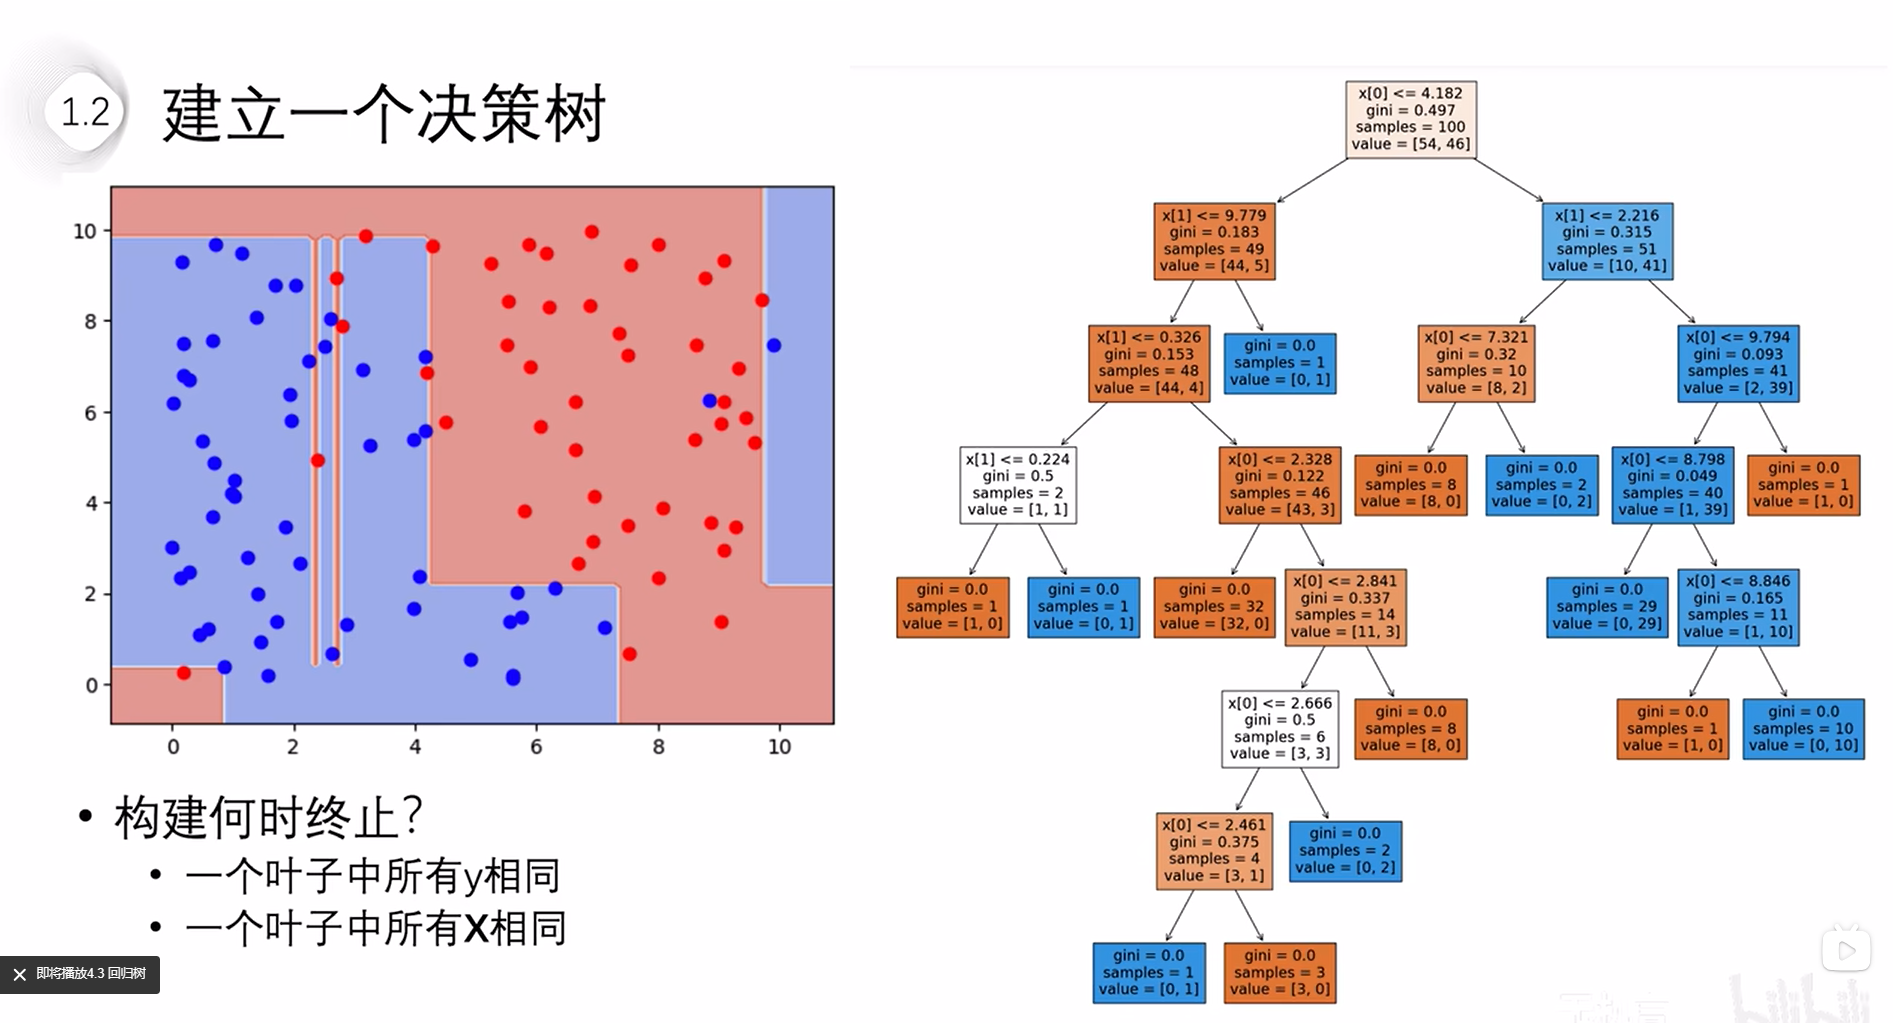 1.2
建立一个决策树
10
8
6
4
2
0
0
2
4
6
8
10
• 构建何时终止？
• 一个叶子中所有y相同
• 一个叶子中所有X相同
即将播放4.3 回归树
x[0] <= 4.182
gini = 0.497
samples = 100
value = [54, 46]
x[1] <= 9.779
gini = 0.183
samples = 49
value = [44, 5]
x[1] <= 2.216
gini = 0.315
samples = 51
value = [10, 41]
x[1] <= 0.326
gini = 0.153
samples = 48
value = [44, 4]
gini = 0.0
samples = 1
value = [0, 1]
x[0] <= 7.321
gini = 0.32
samples = 10
value = [8, 2]
x[0] <= 9.794
gini = 0.093
samples = 41
value = [2, 39]
x[1] <= 0.224
gini = 0.5
samples = 2
value = [1, 1]
x[0] <= 2.328
gini = 0.122
samples = 46
value = [43, 3]
gini = 0.0
samples = 8
value = [8, 0]
gini = 0.0
samples = 2
value = [0, 2]
x[0] <= 8.798
gini = 0.049
samples = 40
value = [1, 39]
gini = 0.0
samples = 1
value = [1, 0]
gini = 0.0
samples = 1
value = [1, 0]
gini = 0.0
samples = 1
value = [0, 1]
gini = 0.0
samples = 32
value = [32, 0]
x[0] <= 2.841
gini = 0.337
samples = 14
value = [11, 3]
gini = 0.0
samples = 29
value = [0, 29]
x[0] <= 8.846
gini = 0.165
samples = 11
value = [1, 10]
x[0] <= 2.666
gini = 0.5
samples = 6
value = [3, 3]
gini = 0.0
samples = 8
value = [8, 0]
gini = 0.0
samples = 1
value = [1, 0]
gini = 0.0
samples = 10
value = [0, 10]
x[0] <= 2.461
gini = 0.375
samples = 4
value = [3, 1]
gini = 0.0
samples = 2
value = [0, 2]
gini = 0.0
samples = 1
value = [0, 1]
gini = 0.0
samples = 3
value = [3, 0]